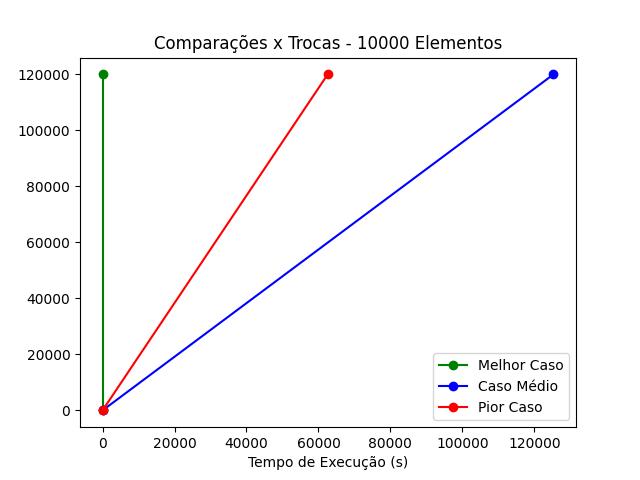 Comparações x Trocas - 10000 Elementos
120000
100000
80000
60000
40000
20000
0
Melhor Caso
Caso Médio
Pior Caso
0 20000 40000 60000 80000 100000 120000
Tempo de Execução (s)